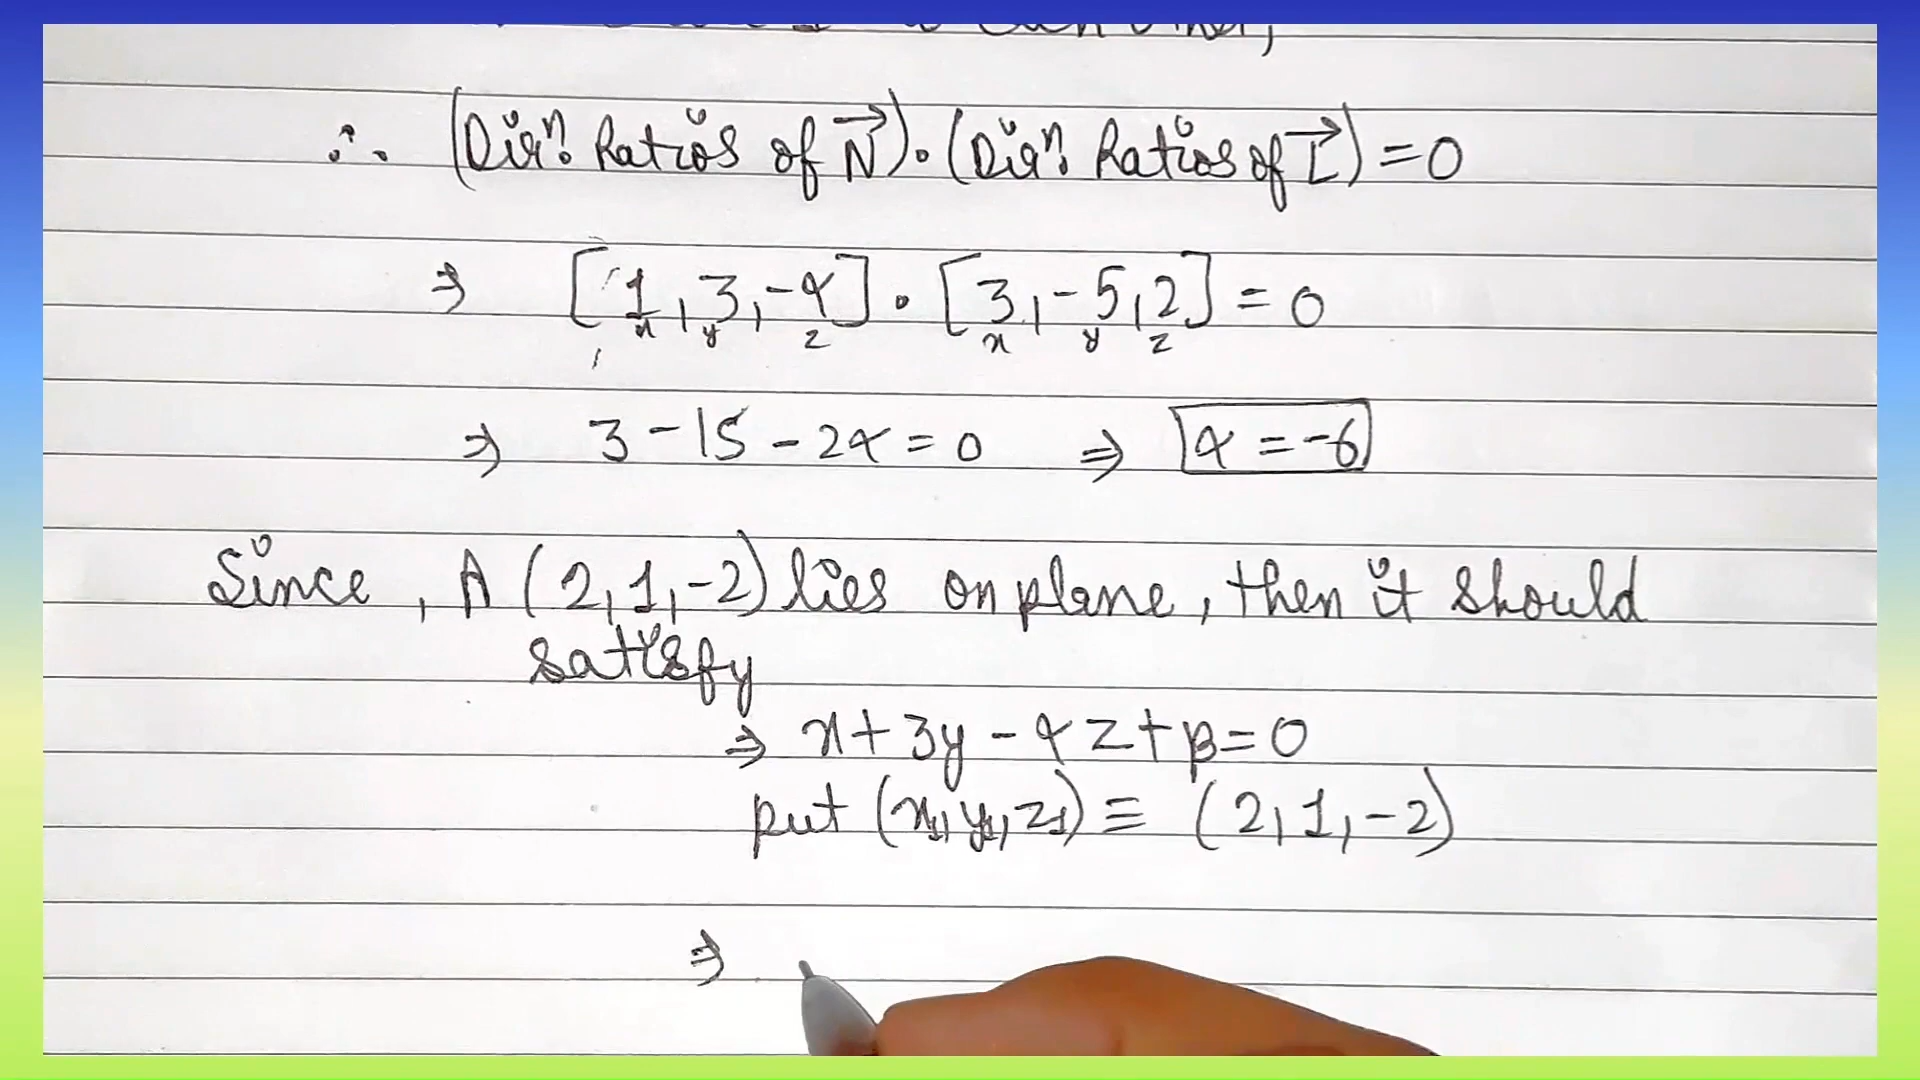 ∴ (Dirⁿ. Ratios of N⃗) • (Dirⁿ. Ratios of L⃗) = 0
⇒ [1, 3, -α] • [3, -5, 2] = 0
x y z x y z
⇒ 3 - 15 - 2α = 0 ⇒ α = -6
Since, A (2, 1, -2) lies on plane, then it should
satisfy
⇒ x + 3y - αz + β = 0
put (x₁, y₁, z₁) ≡ (2, 1, -2)
⇒